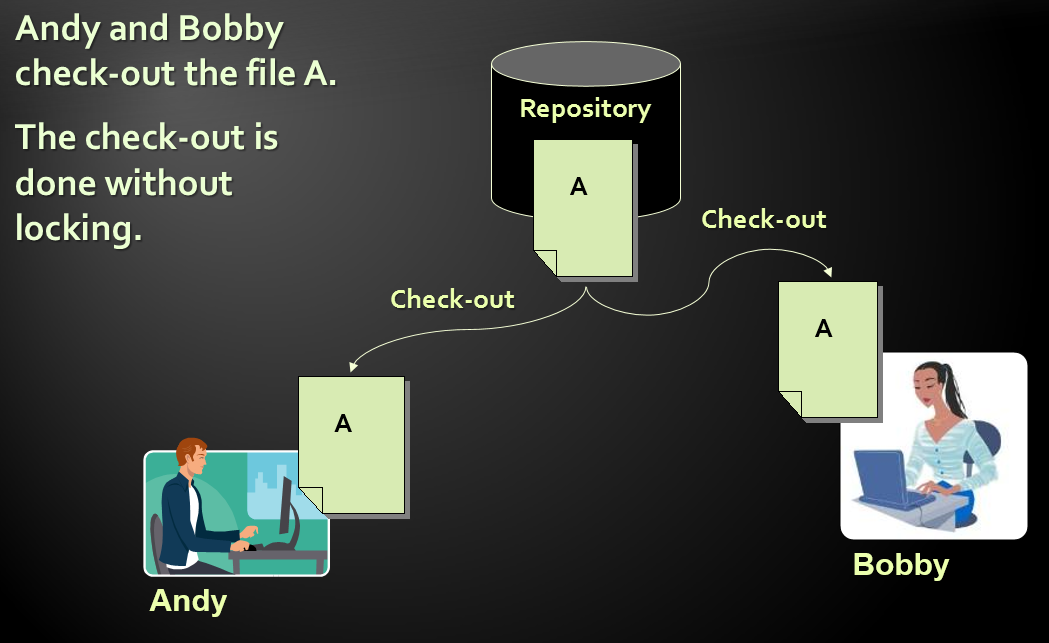 Andy and Bobby
check-out the file A.
The check-out is
done without
locking.
Repository
A
Check-out
Check-out
A
A
Bobby
Andy